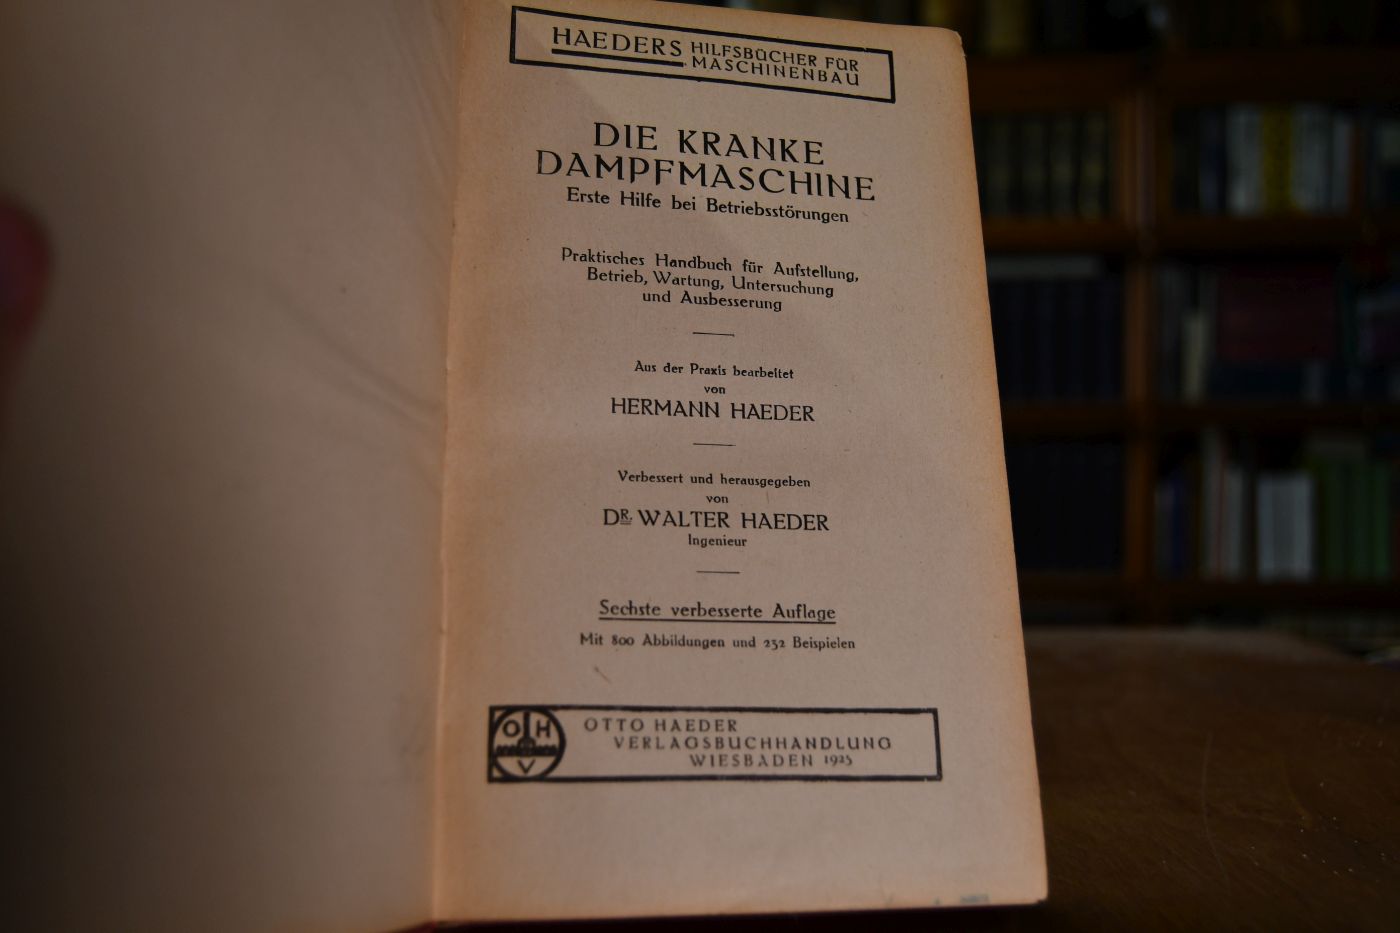 HAEDERS HILFSBÜCHER FÜR
MASCHINENBAU
DIE KRANKE
DAMPFMASCHINE
Erste Hilfe bei Betriebsstörungen
Praktisches Handbuch für Aufstellung,
Betrieb, Wartung, Untersuchung
und Ausbesserung
Aus der Praxis bearbeitet
von
HERMANN HAEDER
Verbessert und herausgegeben
von
DR. WALTER HAEDER
Ingenieur
Sechste verbesserte Auflage
Mit 800 Abbildungen und 232 Beispielen
O H
V
OTTO HAEDER
VERLAGSBUCHHANDLUNG
WIESBADEN 1925